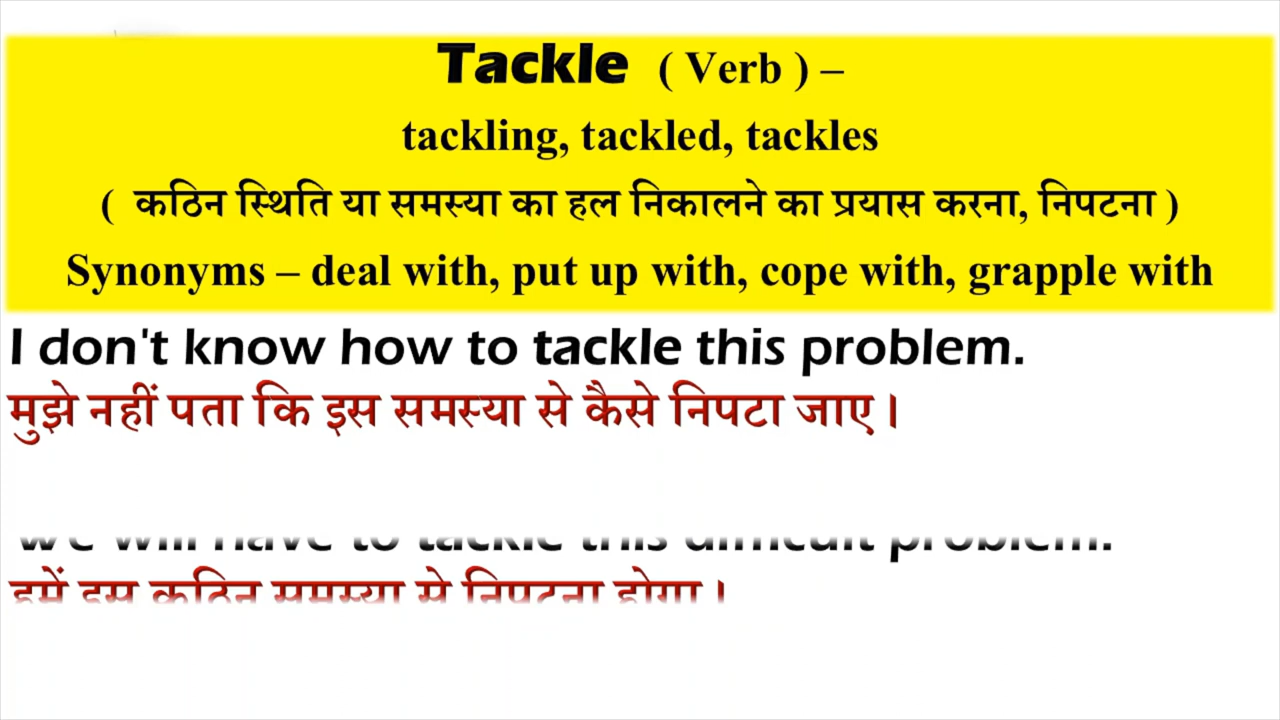 Tackle ( Verb ) –
tackling, tackled, tackles
( कठिन स्थिति या समस्या का हल निकालने का प्रयास करना, निपटना )
Synonyms – deal with, put up with, cope with, grapple with
I don't know how to tackle this problem.
मुझे नहीं पता कि इस समस्या से कैसे निपटा जाए।
we will have to tackle this difficult problem.
हमें इस कठिन समस्या से निपटना होगा।